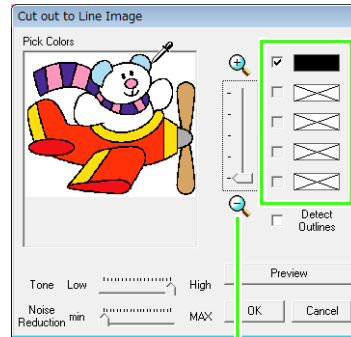 Cut out to Line Image
Pick Colors
Detect
Outlines
Tone Low High
Preview
Noise
Reduction min MAX
OK Cancel